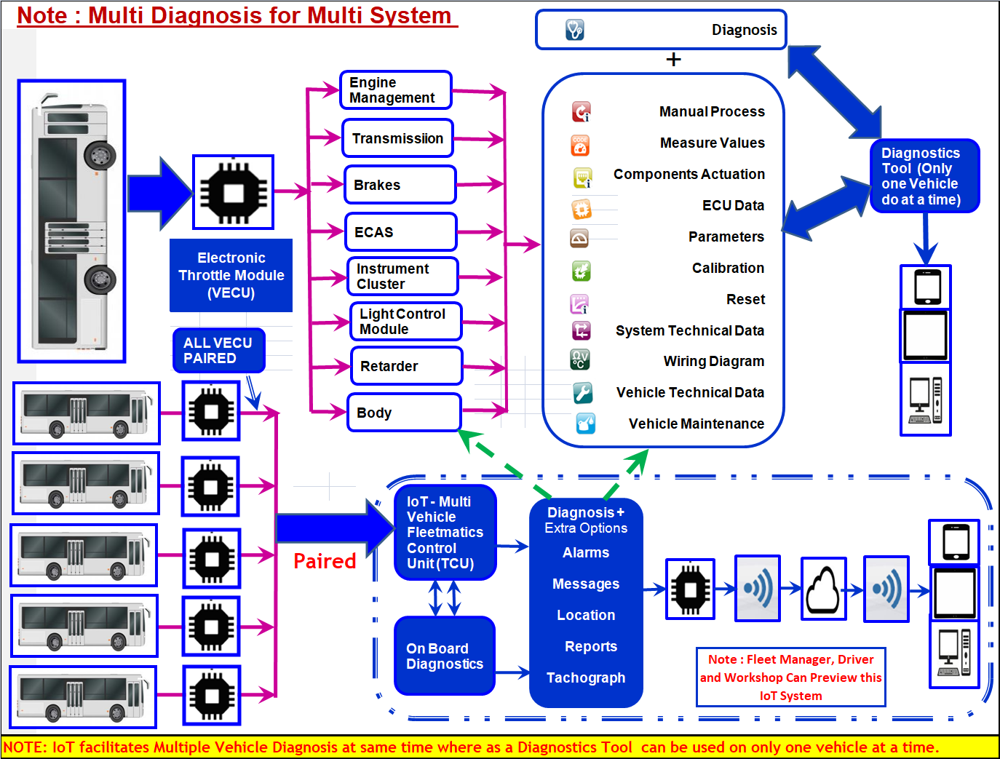 Note : Multi Diagnosis for Multi System
Diagnosis
+
Engine
Management
Transmissiion
Brakes
ECAS
Instrument
Cluster
Light Control
Module
Retarder
Body
Manual Process
Measure Values
Components Actuation
ECU Data
Parameters
Calibration
Reset
System Technical Data
Wiring Diagram
Vehicle Technical Data
Vehicle Maintenance
CODE
ΩV
°C
Diagnostics
Tool (Only
one Vehicle
do at a time)
Electronic
Throttle Module
(VECU)
ALL VECU
PAIRED
Paired
IoT - Multi
Vehicle
Fleetmatics
Control
Unit (TCU)
On Board
Diagnostics
Diagnosis +
Extra Options
Alarms
Messages
Location
Reports
Tachograph
Note : Fleet Manager, Driver
and Workshop Can Preview this
IoT System
NOTE: IoT facilitates Multiple Vehicle Diagnosis at same time where as a Diagnostics Tool can be used on only one vehicle at a time.